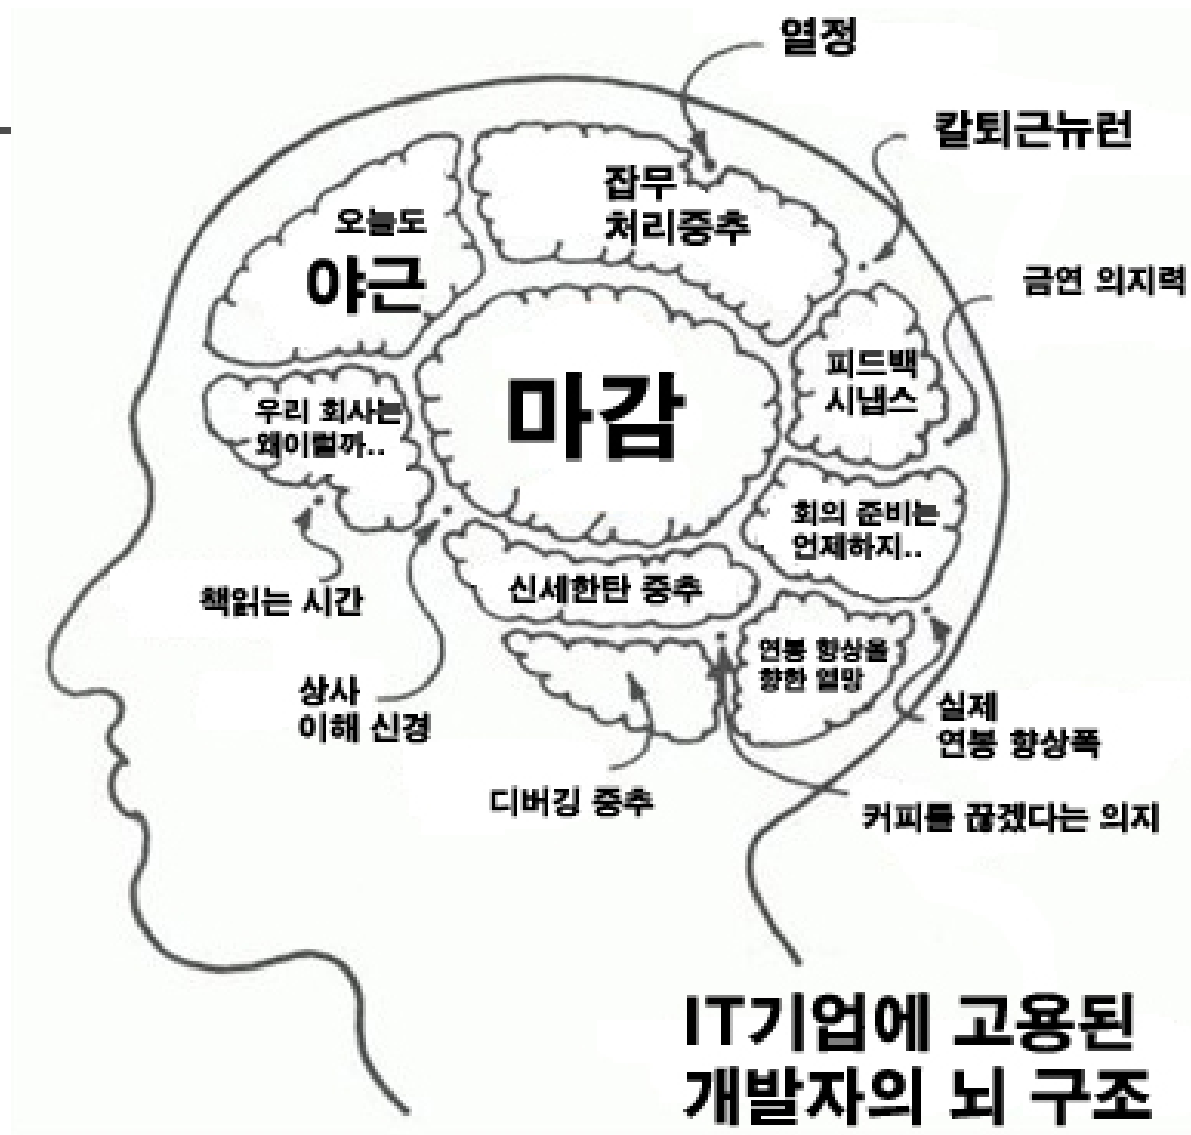 열정
칼퇴근뉴런
잡무
처리중추
오늘도
야근
금연 의지력
피드백
시냅스
마감
우리 회사는
왜이럴까..
회의 준비는
언제하지..
신세한탄 중추
책읽는 시간
연봉 향상을
향한 열망
상사
이해 신경
실제
연봉 향상폭
디버깅 중추
커피를 끊겠다는 의지
IT기업에 고용된
개발자의 뇌 구조